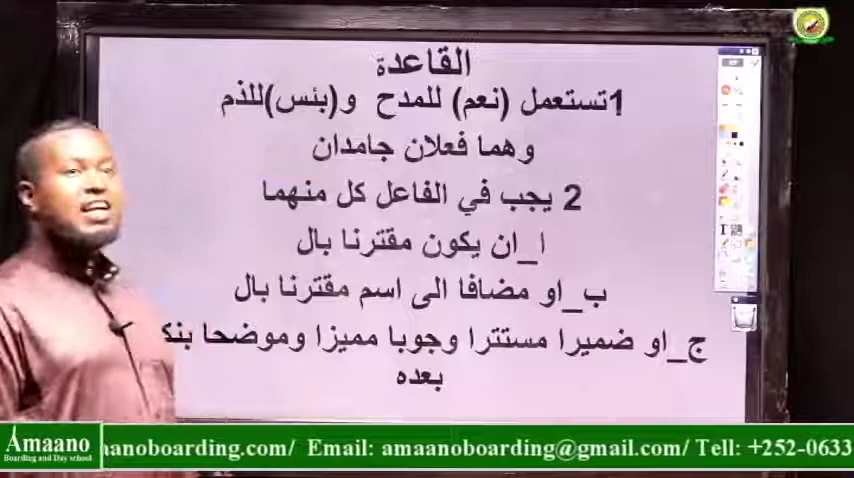 القاعدة
1تستعمل (نعم) للمدح و(بئس)للذم
وهما فعلان جامدان
2 يجب في الفاعل كل منهما
ا_ان يكون مقترنا بال
ب_او مضافا الى اسم مقترنا بال
ج_او ضميرا مستترا وجوبا مميزا وموضحا
بعده
Amaano
Boarding and Day school
aanoboarding.com/ Email: amaanoboarding@gmail.com/ Tell: +252-0633